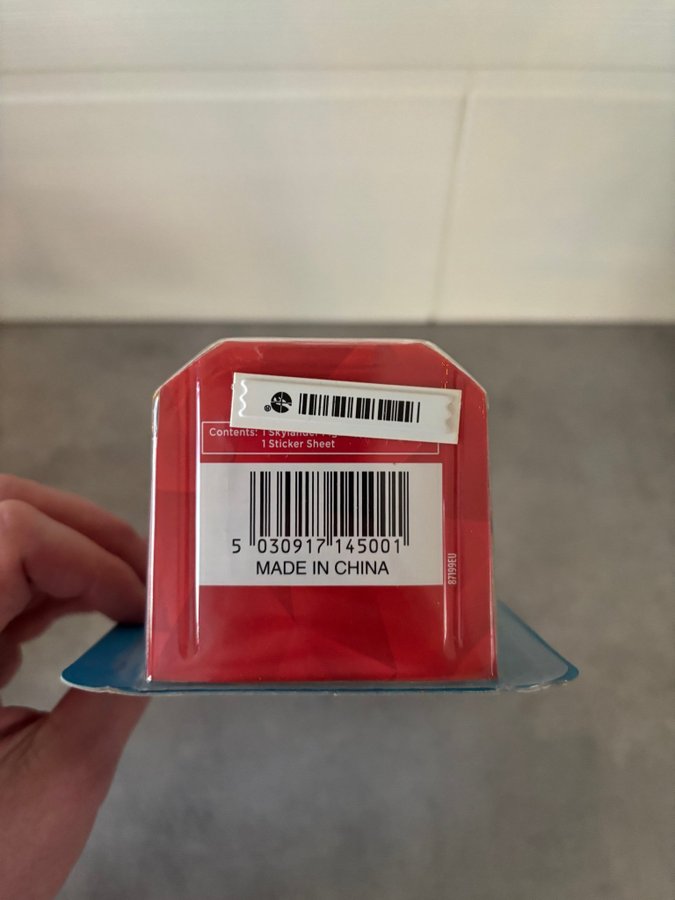 ®
Contents: 1 Skylander
1 Sticker Sheet
5 030917 145001
MADE IN CHINA
87199EU